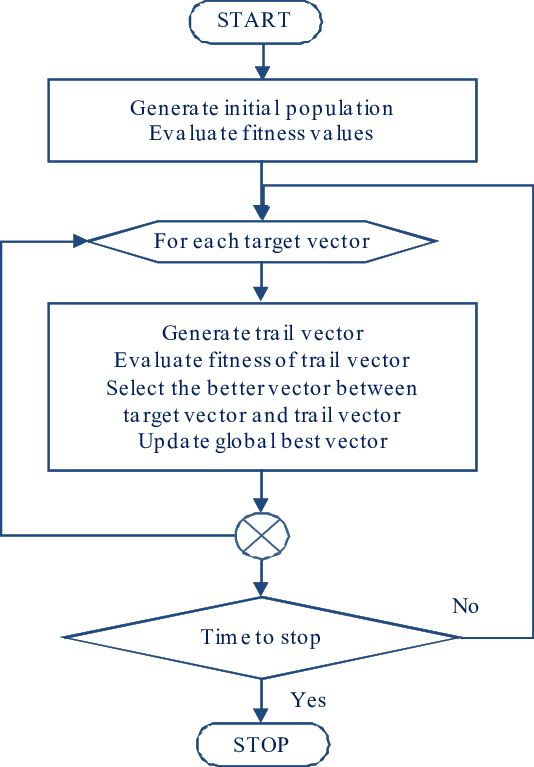 START
Generate initial population
Evaluate fitness values
For each target vector
Generate trail vector
Evaluate fitness of trail vector
Select the better vector between
target vector and trail vector
Update global best vector
No
Time to stop
Yes
STOP